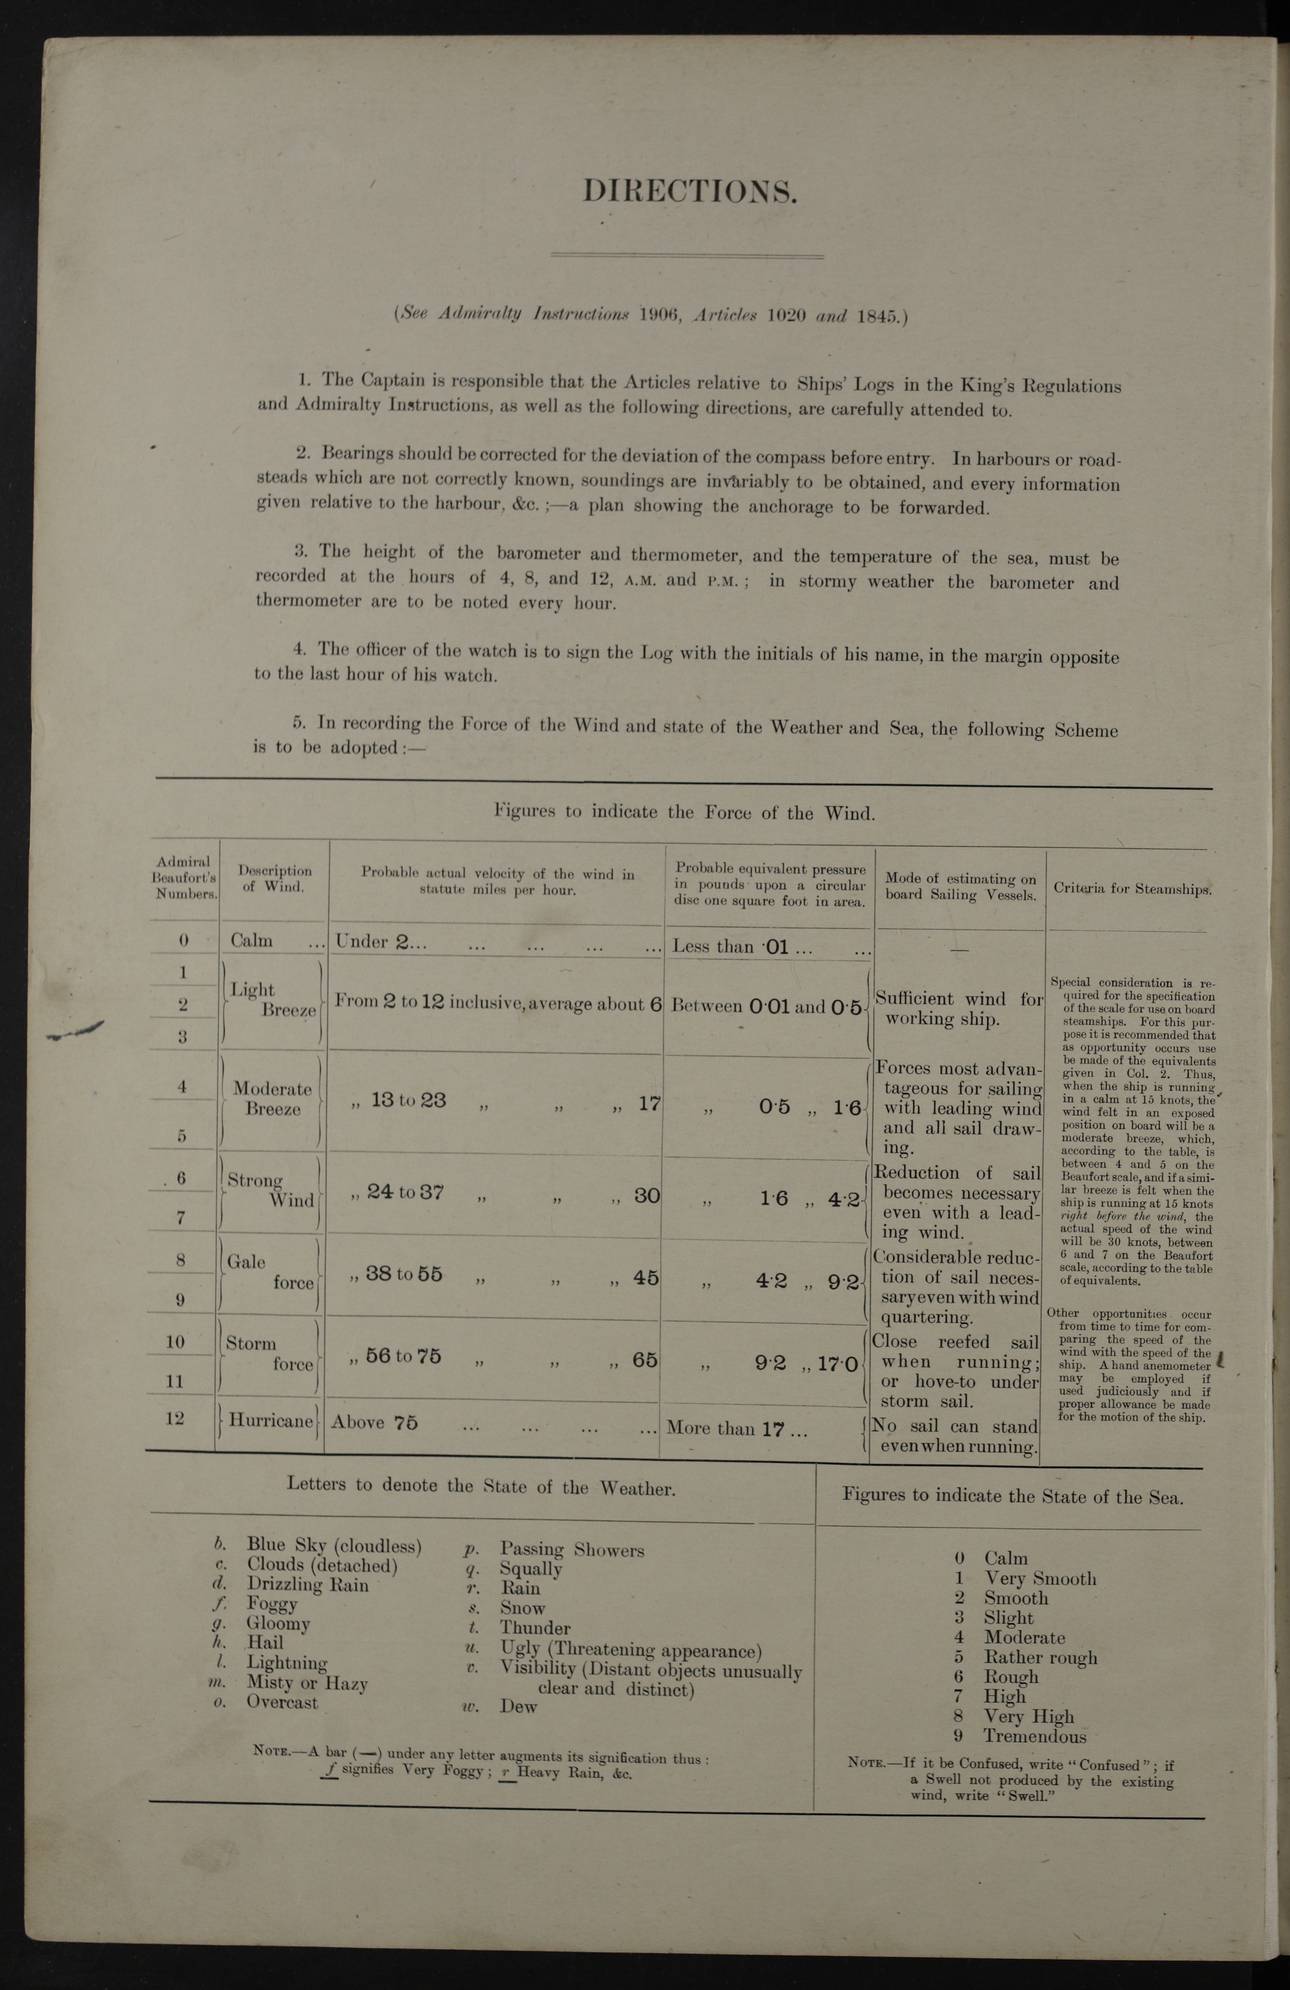 DIRECTIONS.
(See Admiralty Instructions 1906, Articles 1020 and 1845.)
1. The Captain is responsible that the Articles relative to Ships' Logs in the King's Regulations
and Admiralty Instructions, as well as the following directions, are carefully attended to.
2. Bearings should be corrected for the deviation of the compass before entry. In harbours or road-
steads which are not correctly known, soundings are invariably to be obtained, and every information
given relative to the harbour, &c. ;—a plan showing the anchorage to be forwarded.
3. The height of the barometer and thermometer, and the temperature of the sea, must be
recorded at the hours of 4, 8, and 12, A.M. and P.M. ; in stormy weather the barometer and
thermometer are to be noted every hour.
4. The officer of the watch is to sign the Log with the initials of his name, in the margin opposite
to the last hour of his watch.
5. In recording the Force of the Wind and state of the Weather and Sea, the following Scheme
is to be adopted :—
Figures to indicate the Force of the Wind.
Admiral
Beaufort's
Numbers.
Description
of Wind.
Probable actual velocity of the wind in
statute miles per hour.
Probable equivalent pressure
in pounds upon a circular
disc one square foot in area.
Mode of estimating on
board Sailing Vessels.
Criteria for Steamships.
0 Calm ... Under 2... ... ... ... ... Less than ·01 ... ... —
1
2
3
Light
Breeze
From 2 to 12 inclusive, average about 6
Between 0·01 and 0·5
Sufficient wind for
working ship.
4
5
Moderate
Breeze
„ 13 to 23 „ „ „ 17
„ 0·5 „ 1·6
Forces most advan-
tageous for sailing
with leading wind
and all sail draw-
ing.
6
7
Strong
Wind
„ 24 to 37 „ „ „ 30
„ 1·6 „ 4·2
Reduction of sail
becomes necessary
even with a lead-
ing wind.
8
9
Gale
force
„ 38 to 55 „ „ „ 45
„ 4·2 „ 9·2
Considerable reduc-
tion of sail neces-
sary even with wind
quartering.
10
11
Storm
force
„ 56 to 75 „ „ „ 65
„ 9·2 „ 17·0
Close reefed sail
when running;
or hove-to under
storm sail.
12 Hurricane Above 75 ... ... ... ... More than 17 ...
No sail can stand
even when running.
Special consideration is re-
quired for the specification
of the scale for use on board
steamships. For this pur-
pose it is recommended that
as opportunity occurs use
be made of the equivalents
given in Col. 2. Thus,
when the ship is running
in a calm at 15 knots, the
wind felt in an exposed
position on board will be a
moderate breeze, which,
according to the table, is
between 4 and 5 on the
Beaufort scale, and if a simi-
lar breeze is felt when the
ship is running at 15 knots
right before the wind, the
actual speed of the wind
will be 30 knots, between
6 and 7 on the Beaufort
scale, according to the table
of equivalents.
Other opportunities occur
from time to time for com-
paring the speed of the
wind with the speed of the
ship. A hand anemometer
may be employed if
used judiciously and if
proper allowance be made
for the motion of the ship.
Letters to denote the State of the Weather.
b. Blue Sky (cloudless)
c. Clouds (detached)
d. Drizzling Rain
f. Foggy
g. Gloomy
h. Hail
l. Lightning
m. Misty or Hazy
o. Overcast
p. Passing Showers
q. Squally
r. Rain
s. Snow
t. Thunder
u. Ugly (Threatening appearance)
v. Visibility (Distant objects unusually
clear and distinct)
w. Dew
NOTE.—A bar (—) under any letter augments its signification thus :
f signifies Very Foggy ; r Heavy Rain, &c.
Figures to indicate the State of the Sea.
0 Calm
1 Very Smooth
2 Smooth
3 Slight
4 Moderate
5 Rather rough
6 Rough
7 High
8 Very High
9 Tremendous
NOTE.—If it be Confused, write “Confused” ; if
a Swell not produced by the existing
wind, write “Swell.”